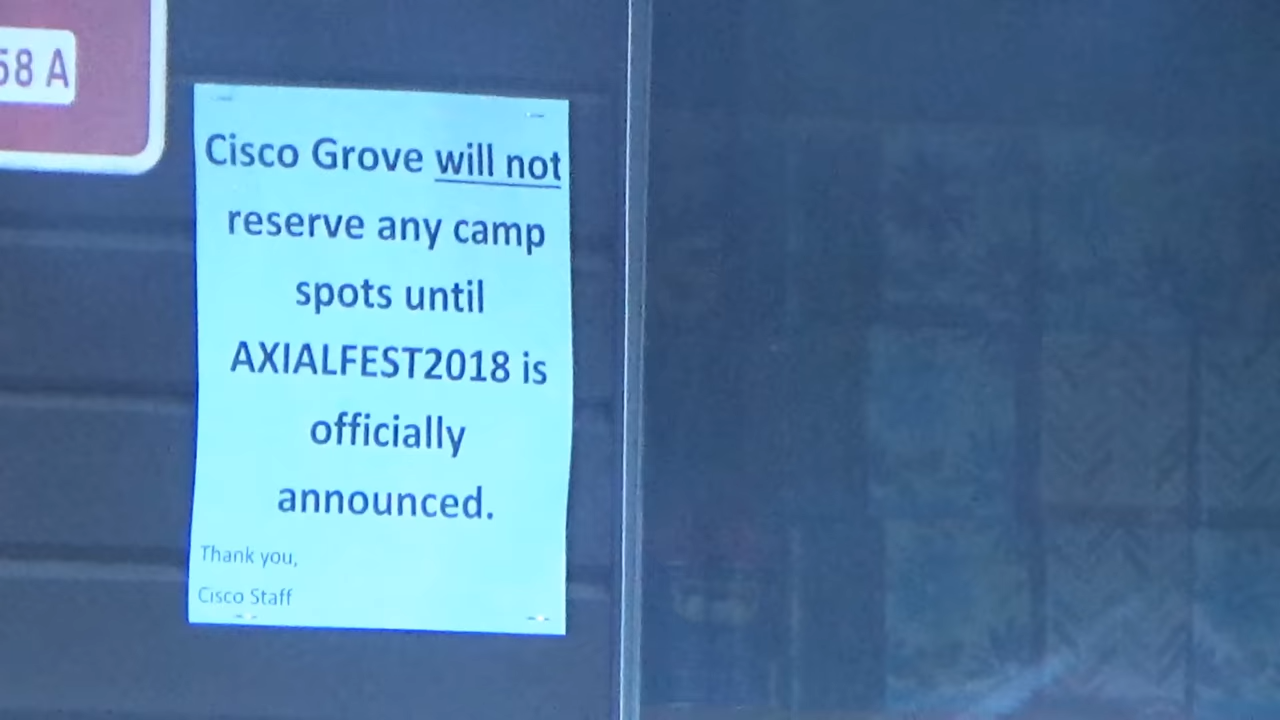 58 A
Cisco Grove will not
reserve any camp
spots until
AXIALFEST2018 is
officially
announced.
Thank you,
Cisco Staff